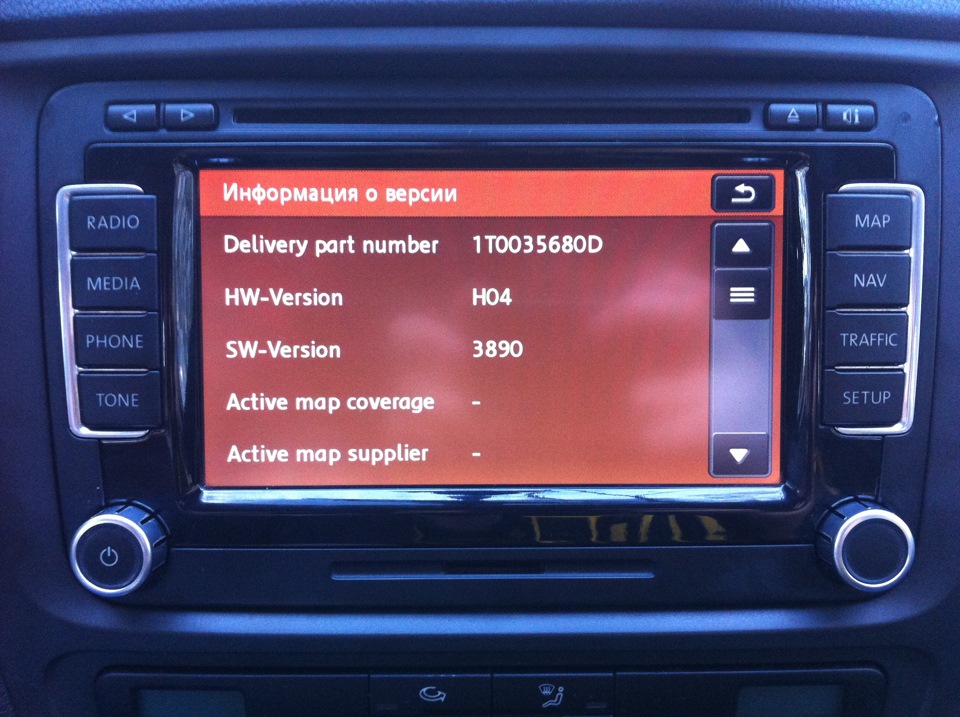 Информация о версии
Delivery part number 1T0035680D
HW-Version H04
SW-Version 3890
Active map coverage -
Active map supplier -
RADIO
MEDIA
PHONE
TONE
MAP
NAV
TRAFFIC
SETUP